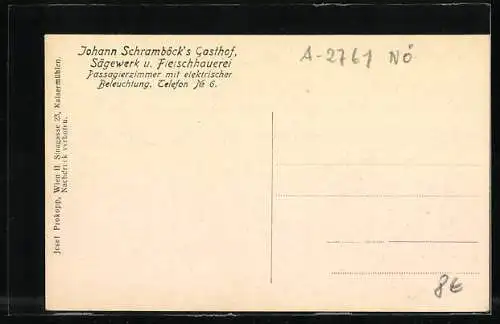 Johann Schramböck's Gasthof,
Sägewerk u. Fleischhauerei
Passagierzimmer mit elektrischer
Beleuchtung. Telefon № 6.
A-2761 NÖ
Josef Prokopp, Wien II. Sinagasse 25, Kaisermühlen.
Nachdruck verboten.
8€